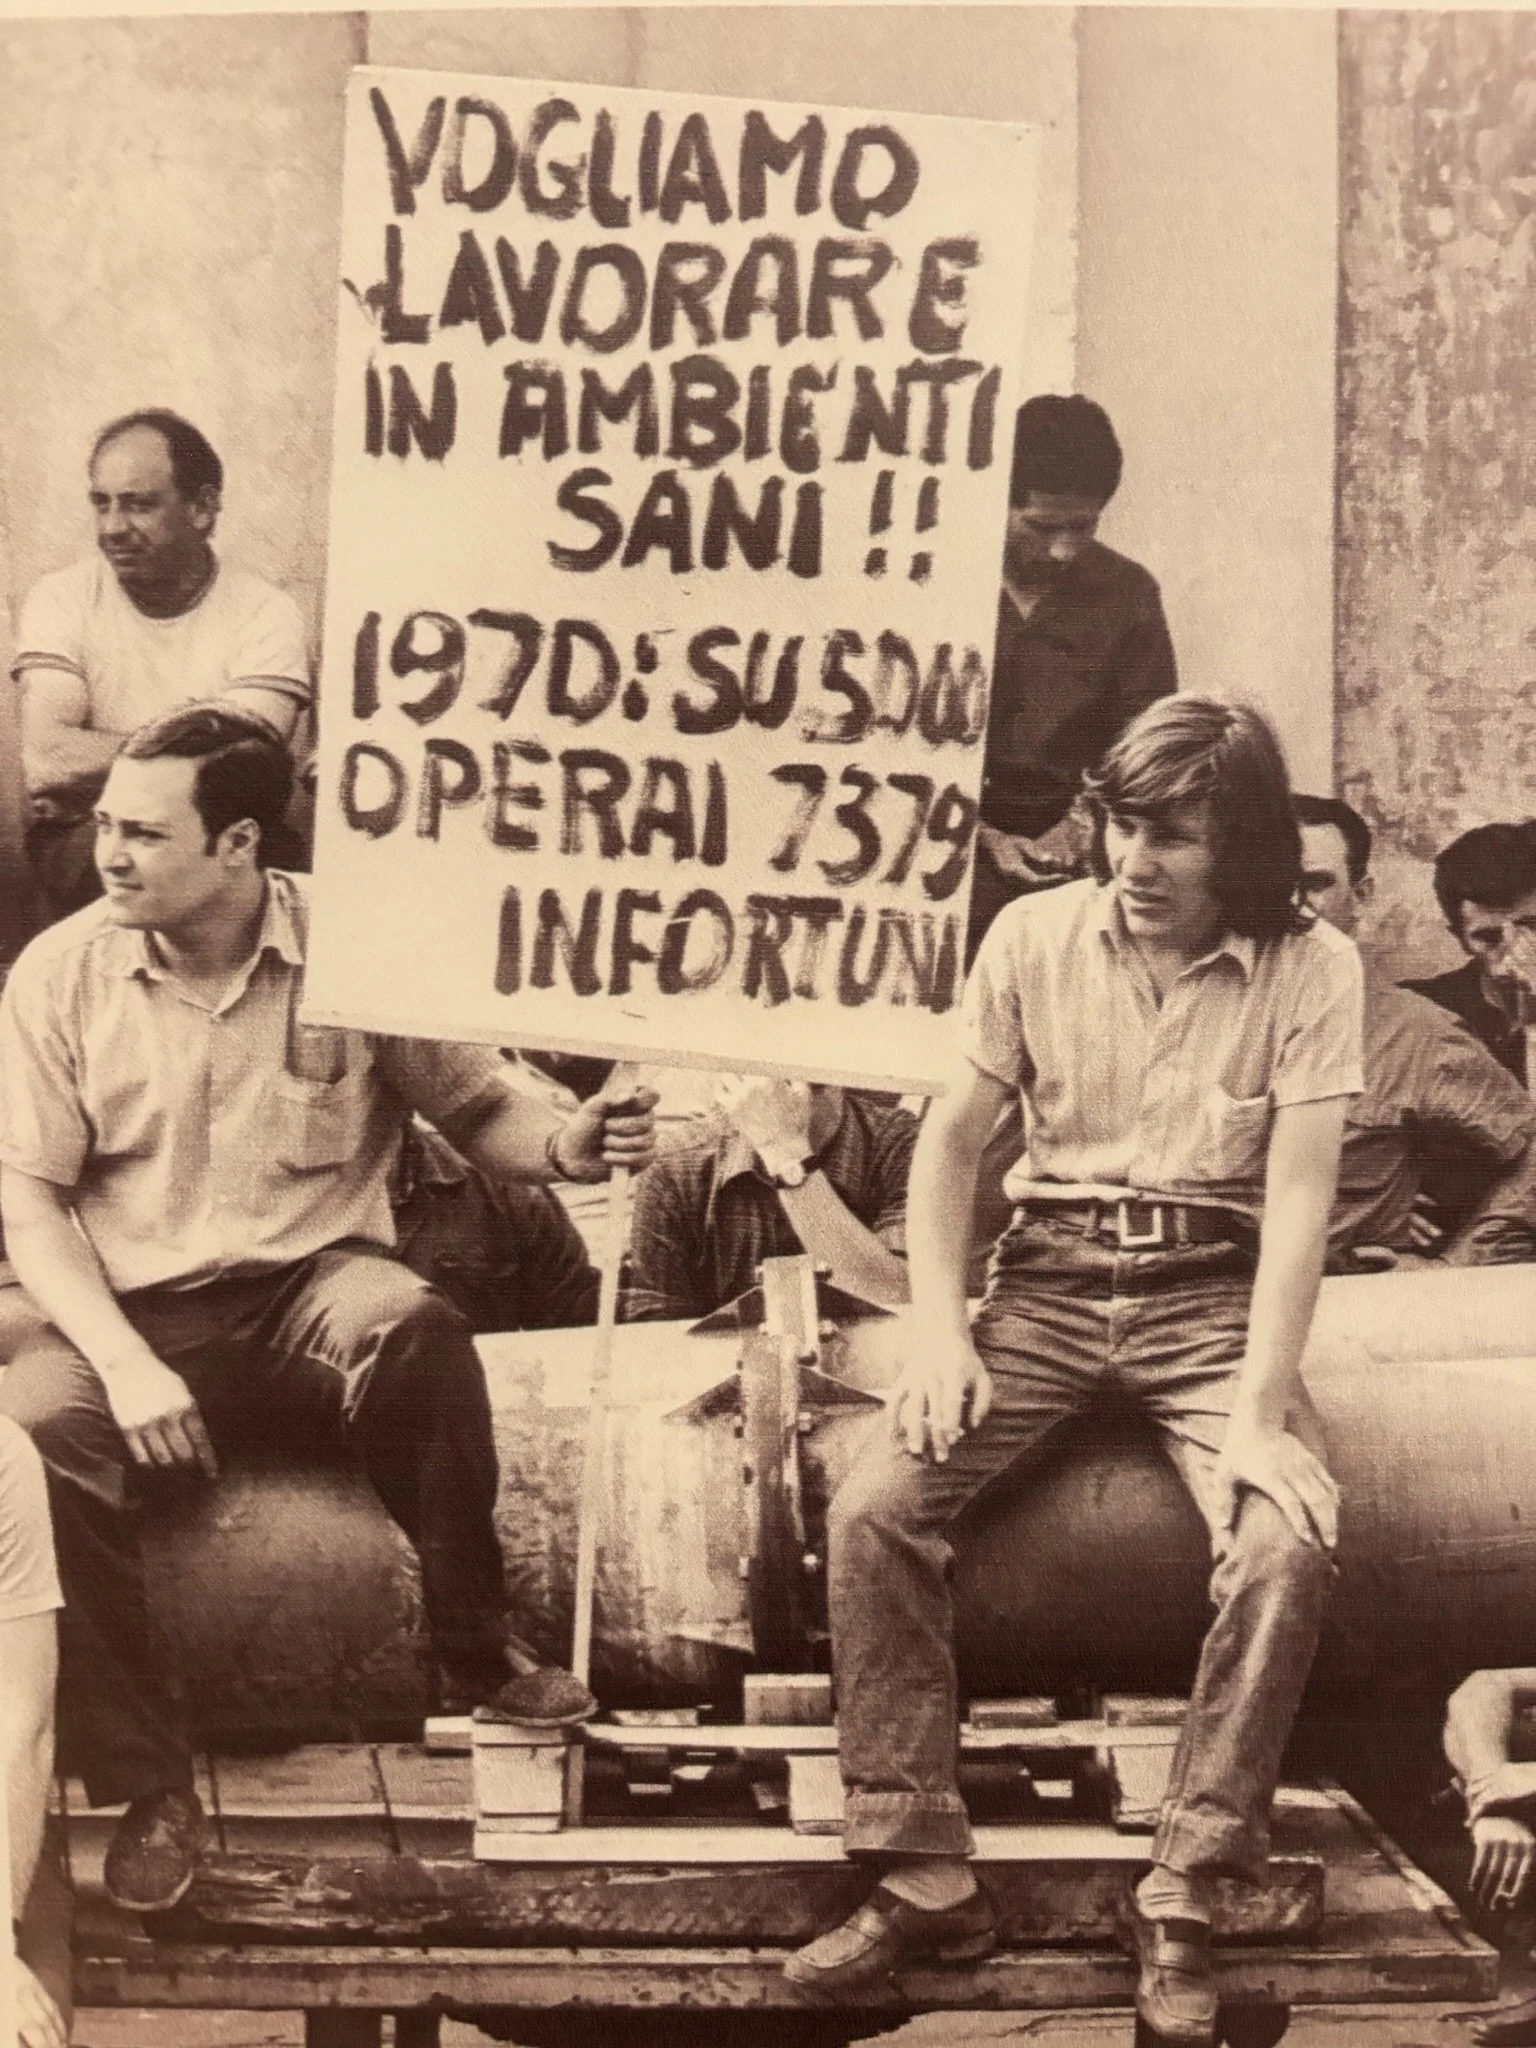 VOGLIAMO
LAVORARE
IN AMBIENTI
SANI !!
1970: SU 5000
OPERAI 7379
INFORTUNI